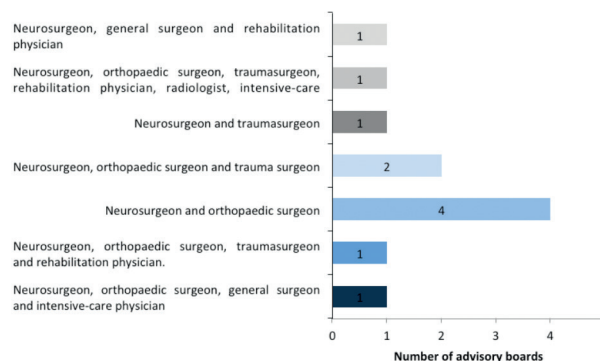 Neurosurgeon, general surgeon and rehabilitation
physician
1
Neurosurgeon, orthopaedic surgeon, traumasurgeon,
rehabilitation physician, radiologist, intensive-care
1
Neurosurgeon and traumasurgeon
1
Neurosurgeon, orthopaedic surgeon and trauma surgeon
2
Neurosurgeon and orthopaedic surgeon
4
Neurosurgeon, orthopaedic surgeon, traumasurgeon
and rehabilitation physician.
1
Neurosurgeon, orthopaedic surgeon, general surgeon
and intensive-care physician
1
0 1 2 3 4
Number of advisory boards